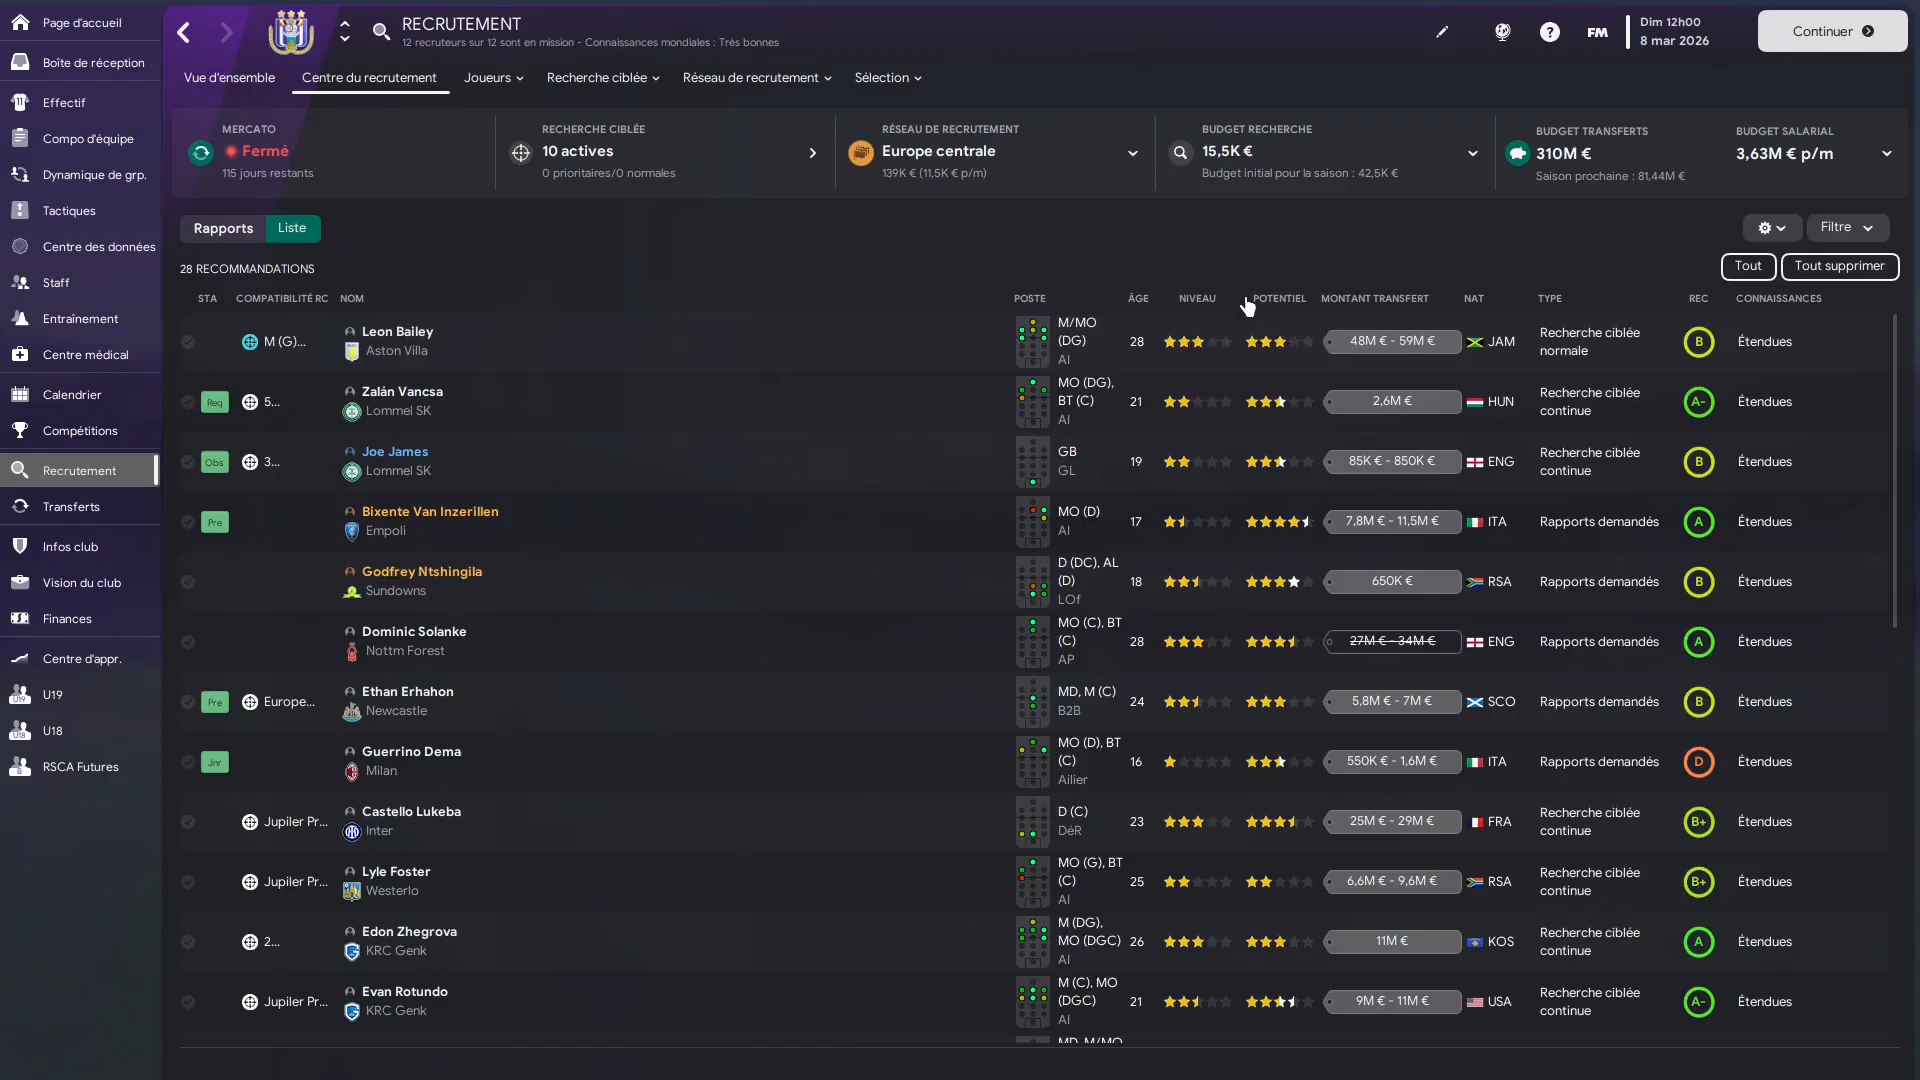 Page d'accueil
Boîte de réception
Effectif
Compo d'équipe
Dynamique de grp.
Tactiques
Centre des données
Staff
Entraînement
Centre médical
Calendrier
Compétitions
Recrutement
Transferts
Infos club
Vision du club
Finances
Centre d'appr.
U19
U18
RSCA Futures
RECRUTEMENT
12 recruteurs sur 12 sont en mission - Connaissances mondiales : Très bonnes
FM
Dim 12h00
8 mar 2026
Continuer
Vue d'ensemble Centre du recrutement Joueurs Recherche ciblée Réseau de recrutement Sélection
MERCATO
Fermé
115 jours restants
RECHERCHE CIBLÉE
10 actives
0 prioritaires/0 normales
RÉSEAU DE RECRUTEMENT
Europe centrale
139K € (11,5K € p/m)
BUDGET RECHERCHE
15,5K €
Budget initial pour la saison : 42,5K €
BUDGET TRANSFERTS
310M €
Saison prochaine : 81,44M €
BUDGET SALARIAL
3,63M € p/m
Rapports Liste
Filtre
28 RECOMMANDATIONS
Tout Tout supprimer
STA COMPATIBILITÉ RC NOM POSTE ÂGE NIVEAU POTENTIEL MONTANT TRANSFERT NAT TYPE REC CONNAISSANCES
M (G)... Leon Bailey Aston Villa M/MO (DG) AI 28 48M € - 59M € JAM Recherche ciblée normale B Étendues
Req 5... Zalán Vancsa Lommel SK MO (DG), BT (C) AI 21 2,6M € HUN Recherche ciblée continue A- Étendues
Obs 3... Joe James Lommel SK GB GL 19 85K € - 850K € ENG Recherche ciblée continue B Étendues
Pre Bixente Van Inzerillen Empoli MO (D) AI 17 7,8M € - 11,5M € ITA Rapports demandés A Étendues
Godfrey Ntshingila Sundowns D (DC), AL (D) LOf 18 650K € RSA Rapports demandés B Étendues
Dominic Solanke Nottm Forest MO (C), BT (C) AP 28 27M € - 34M € ENG Rapports demandés A Étendues
Pre Europe... Ethan Erhahon Newcastle MD, M (C) B2B 24 5,8M € - 7M € SCO Rapports demandés B Étendues
Jnr Guerrino Dema Milan MO (D), BT (C) Ailier 16 550K € - 1,6M € ITA Rapports demandés D Étendues
Jupiler Pr... Castello Lukeba Inter D (C) DéR 23 25M € - 29M € FRA Recherche ciblée continue B+ Étendues
Jupiler Pr... Lyle Foster Westerlo MO (G), BT (C) AI 25 6,6M € - 9,6M € RSA Recherche ciblée continue B+ Étendues
2... Edon Zhegrova KRC Genk M (DG), MO (DGC) AI 26 11M € KOS Recherche ciblée continue A Étendues
Jupiler Pr... Evan Rotundo KRC Genk M (C), MO (DGC) AI 21 9M € - 11M € USA Recherche ciblée continue A- Étendues
MD, M/MO